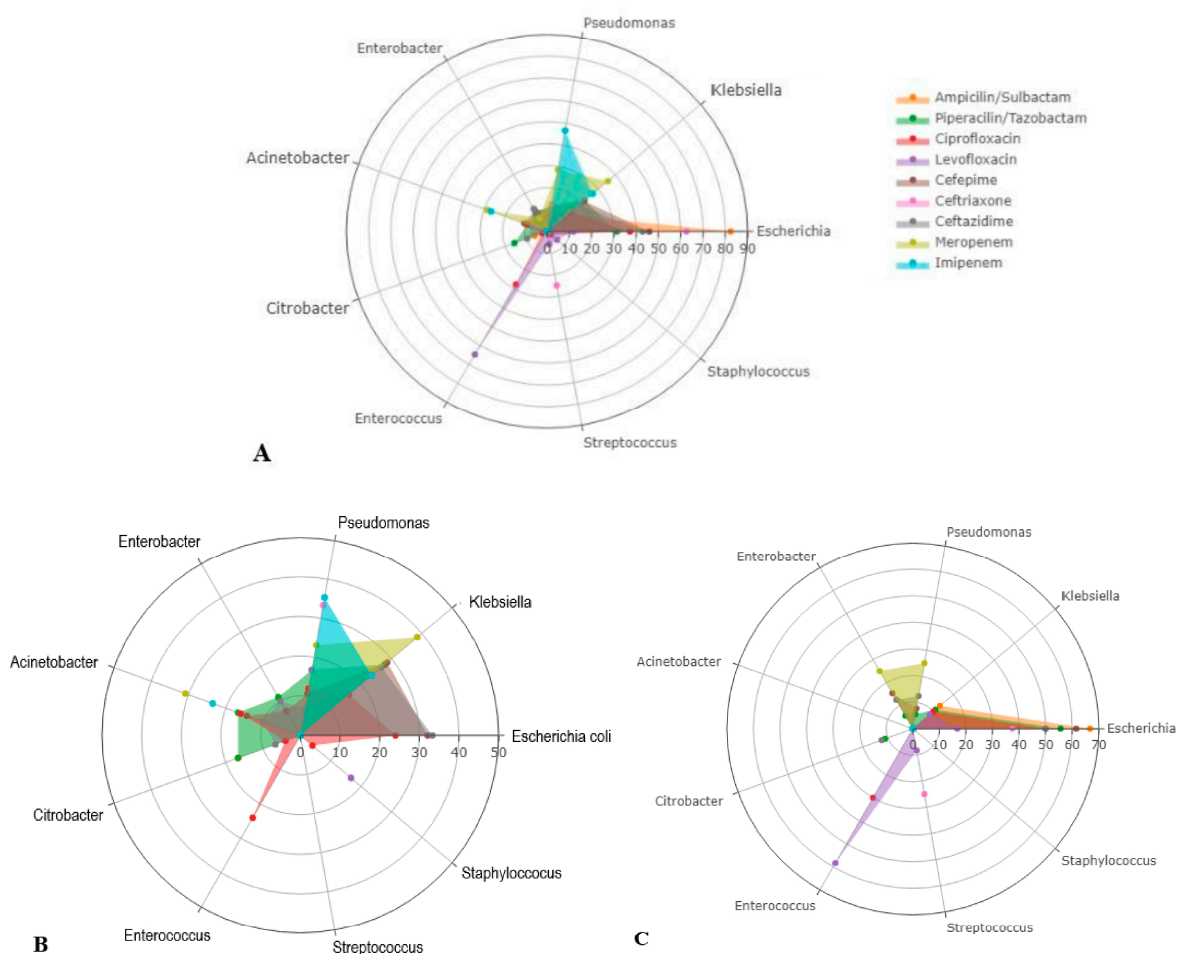 Pseudomonas
Enterobacter
Klebsiella
Acinetobacter
Escherichia
0 10 20 30 40 50 60 70 80 90
Citrobacter
Staphylococcus
Enterococcus
Streptococcus
Ampicilin/Sulbactam
Piperacilin/Tazobactam
Ciprofloxacin
Levofloxacin
Cefepime
Ceftriaxone
Ceftazidime
Meropenem
Imipenem
A
Pseudomonas
Enterobacter
Klebsiella
Acinetobacter
Escherichia coli
0 10 20 30 40 50
Citrobacter
Staphyloccocus
Enterococcus
Streptococcus
B
Pseudomonas
Enterobacter
Klebsiella
Acinetobacter
Escherichia
0 10 20 30 40 50 60 70
Citrobacter
Staphylococcus
Enterococcus
Streptococcus
C